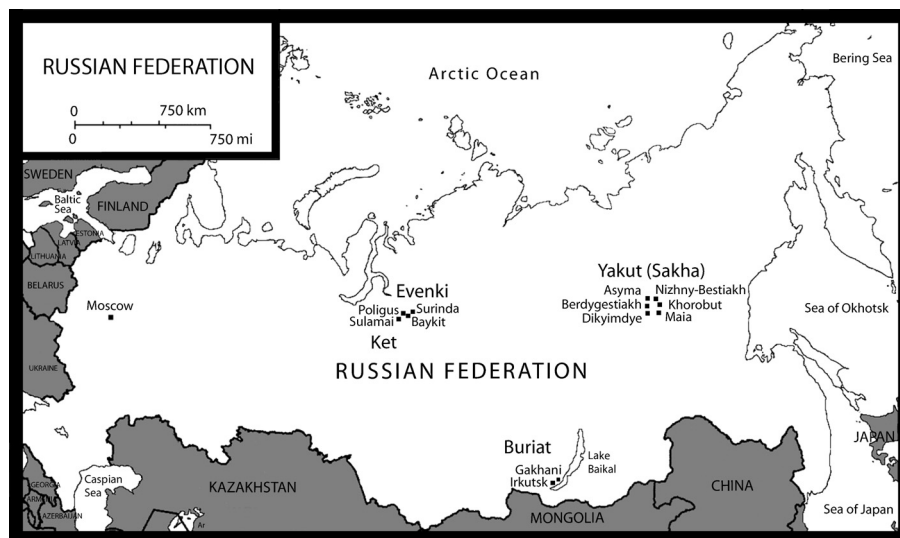 RUSSIAN FEDERATION
0 750 km
0 750 mi
Arctic Ocean
Bering Sea
SWEDEN
Baltic
Sea
FINLAND
ESTONIA
LATVIA
LITHUANIA
BELARUS
UKRAINE
Moscow
Evenki
Poligus Surinda
Sulamai Baykit
Ket
Yakut (Sakha)
Asyma Nizhny-Bestiakh
Berdygestiakh Khorobut
Dikyimdye Maia
Sea of Okhotsk
RUSSIAN FEDERATION
JAPAN
Buriat
Gakhani
Irkutsk
Lake
Baikal
Caspian
Sea
GEORGIA
ARMENIA
AZERBAIJAN
Ar
KAZAKHSTAN
MONGOLIA
CHINA
Sea of Japan